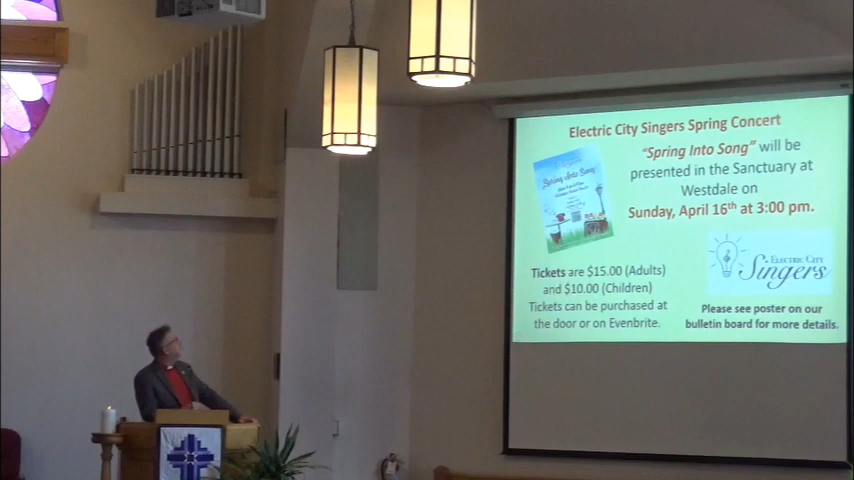 Electric City Singers Spring Concert
"Spring Into Song" will be
presented in the Sanctuary at
Westdale on
Sunday, April 16th at 3:00 pm.
Spring Into Song
Tickets are $15.00 (Adults)
and $10.00 (Children)
Tickets can be purchased at
the door or on Evenbrite.
ELECTRIC CITY
Singers
Please see poster on our
bulletin board for more details.